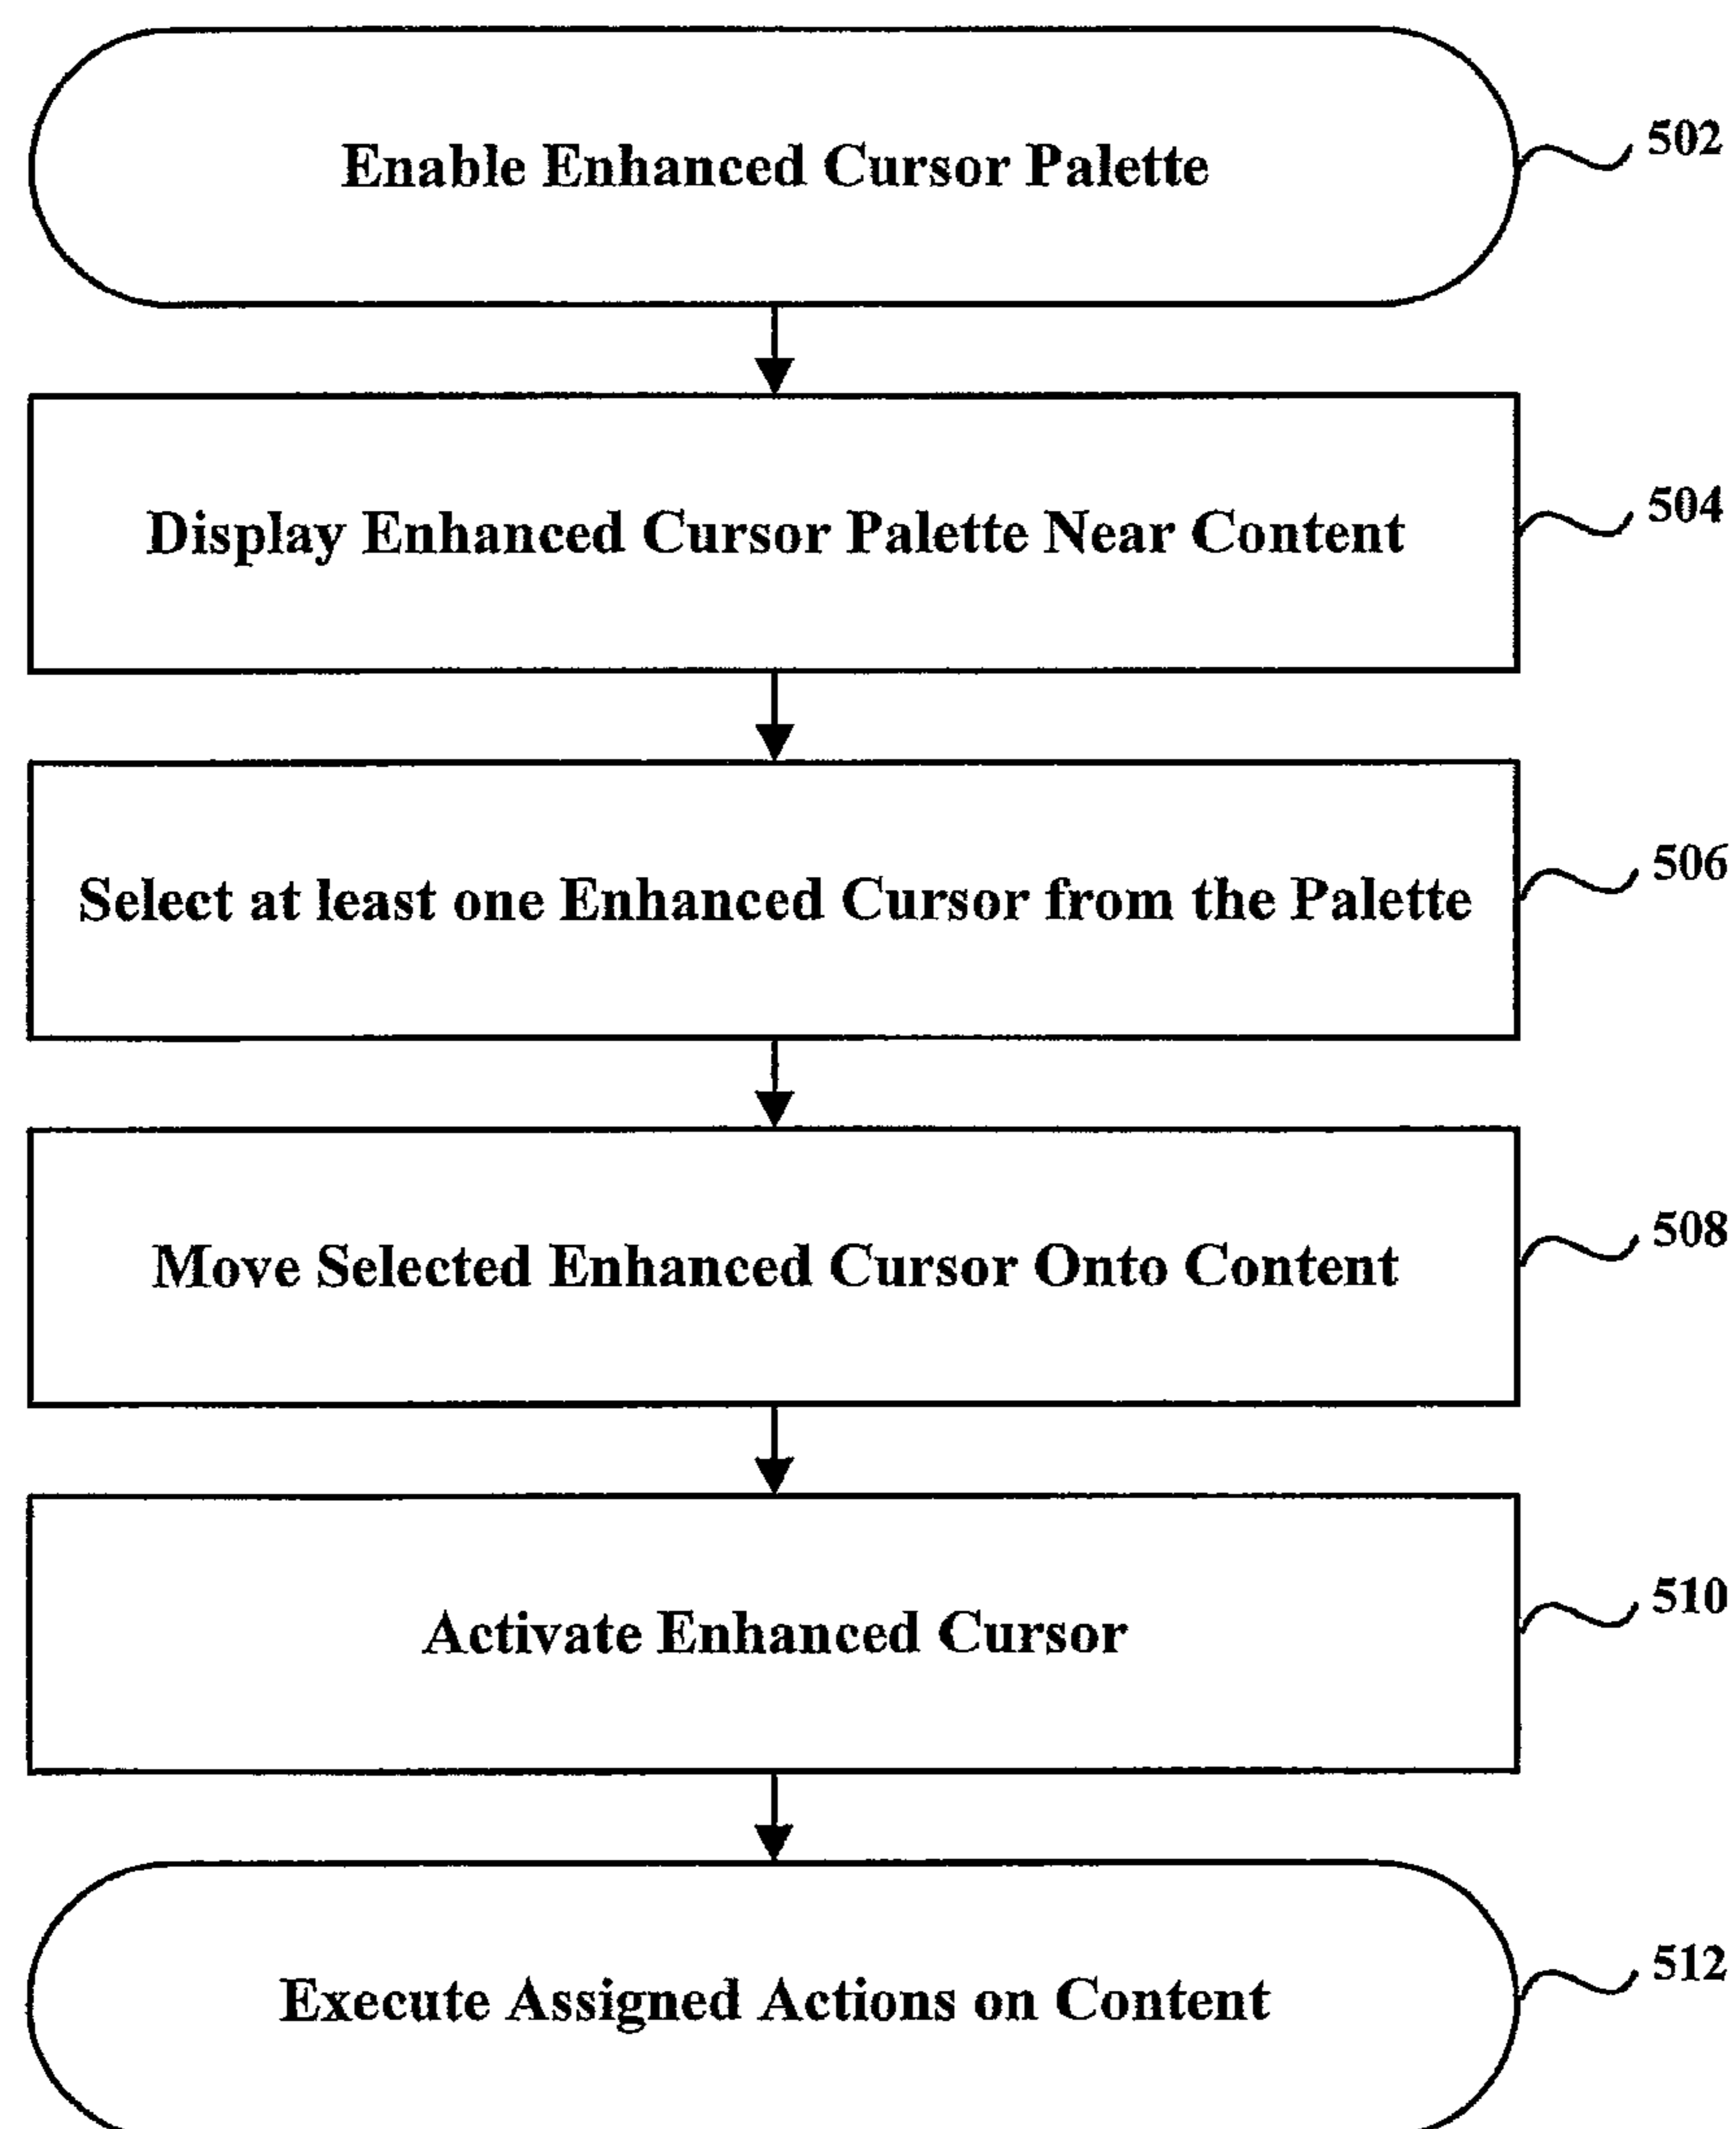 Enable Enhanced Cursor Palette
502
Display Enhanced Cursor Palette Near Content
504
Select at least one Enhanced Cursor from the Palette
506
Move Selected Enhanced Cursor Onto Content
508
Activate Enhanced Cursor
510
Execute Assigned Actions on Content
512